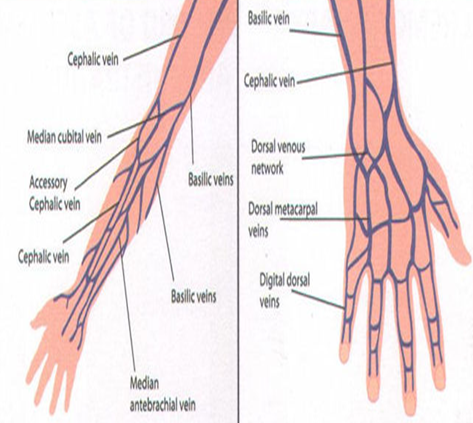 Cephalic vein
Median cubital vein
Accessory
Cephalic vein
Cephalic vein
Basilic veins
Basilic veins
Median
antebrachial vein
Basilic vein
Cephalic vein
Dorsal venous
network
Dorsal metacarpal
veins
Digital dorsal
veins